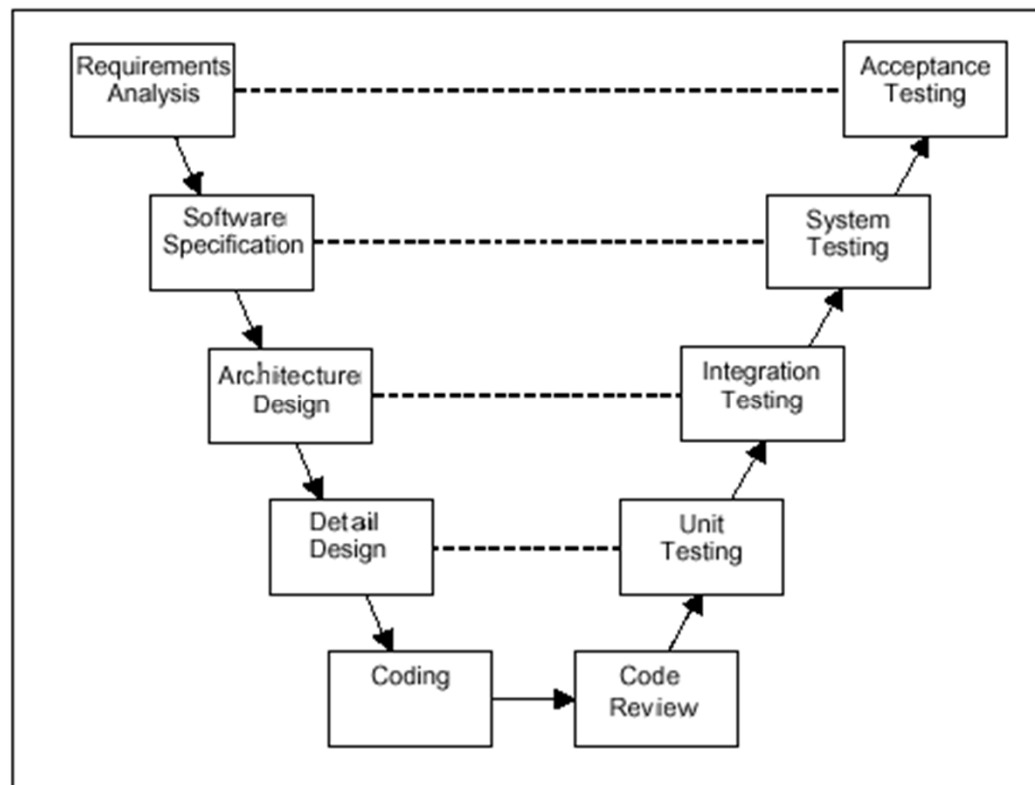 Requirements
Analysis
Acceptance
Testing
Software
Specification
System
Testing
Architecture
Design
Integration
Testing
Detail
Design
Unit
Testing
Coding
Code
Review